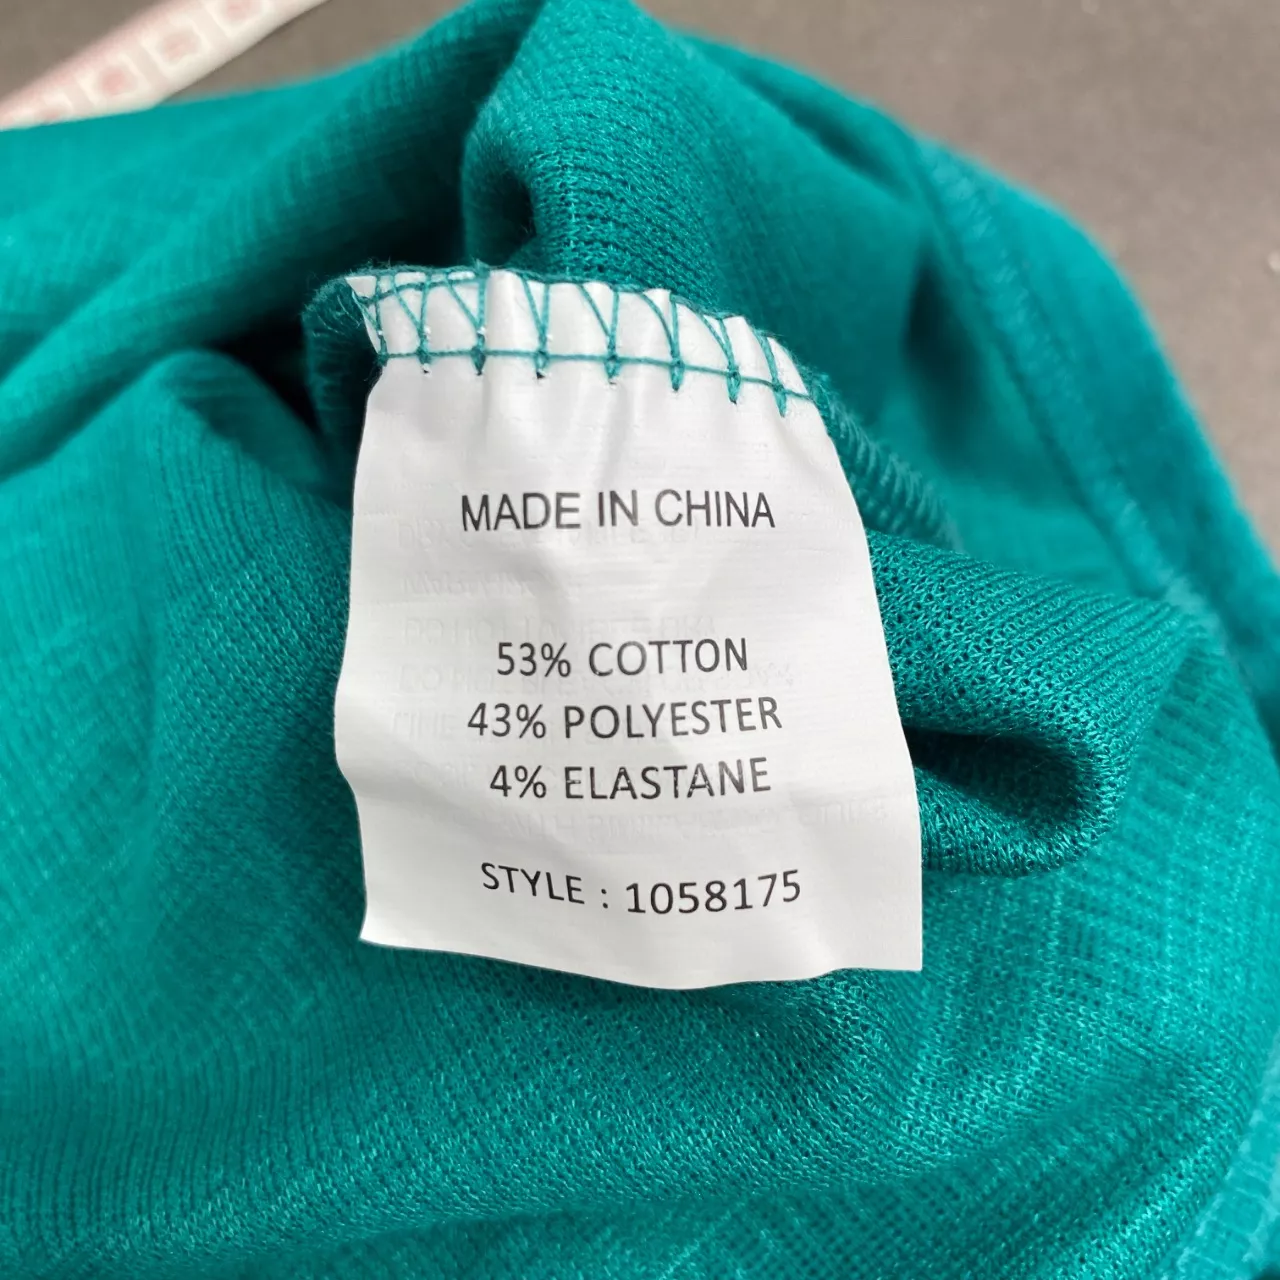 MADE IN CHINA
53% COTTON
43% POLYESTER
4% ELASTANE
STYLE : 1058175